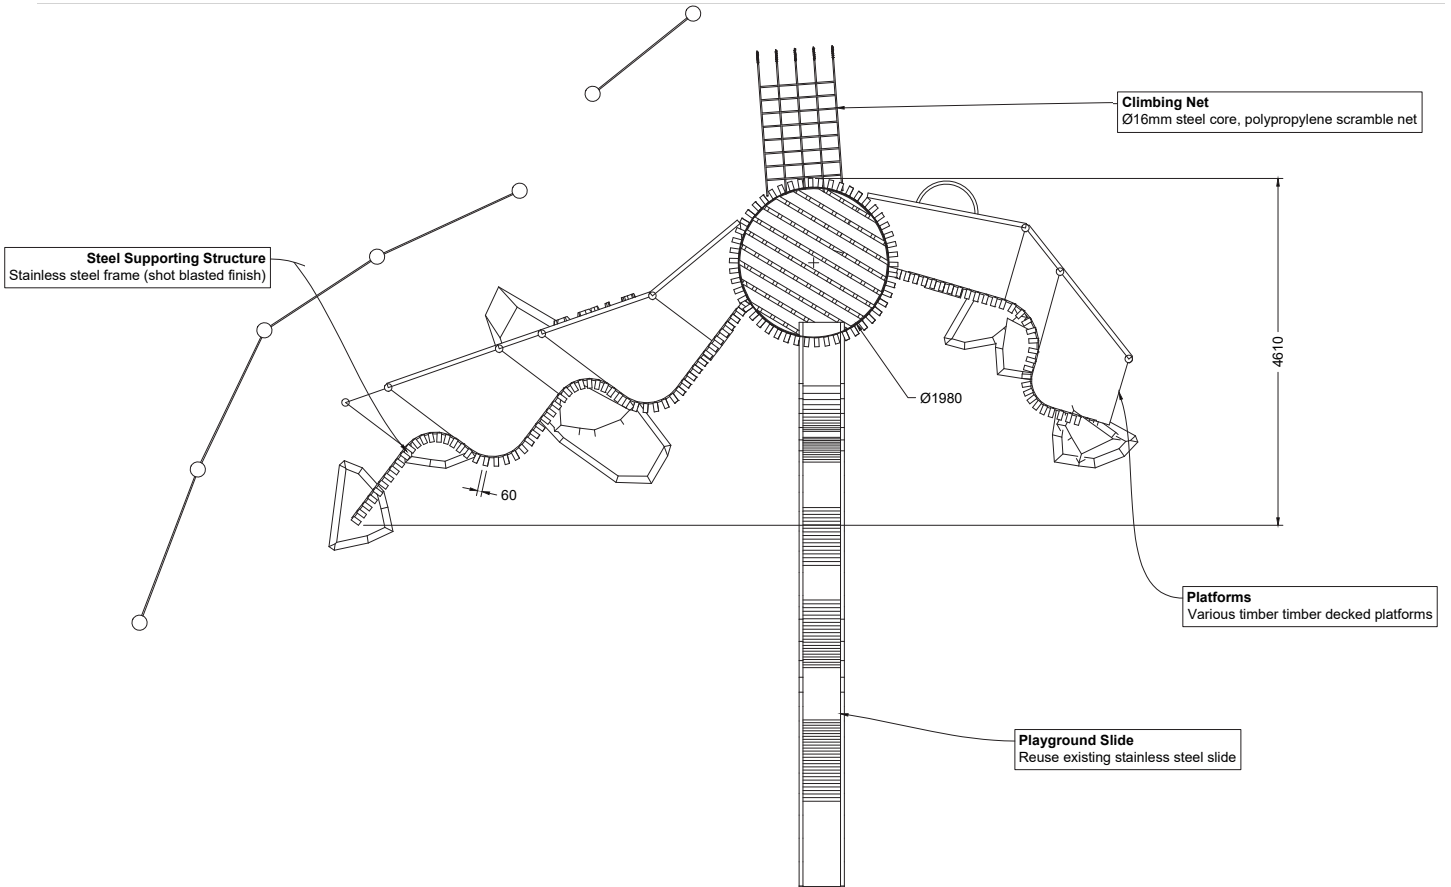 Climbing Net
Ø16mm steel core, polypropylene scramble net
Steel Supporting Structure
Stainless steel frame (shot blasted finish)
4610
Ø1980
60
Platforms
Various timber timber decked platforms
Playground Slide
Reuse existing stainless steel slide